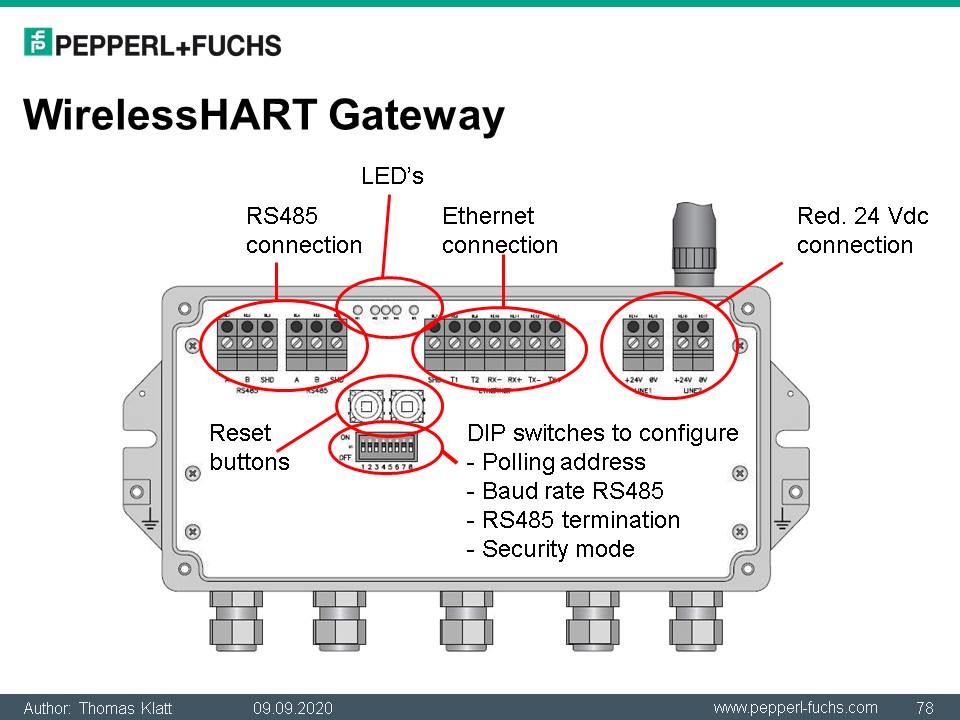 PEPPERL+FUCHS
WirelessHART Gateway
LED's
RS485
connection
Ethernet
connection
Red. 24 Vdc
connection
A B SHD A B SHD
RS485 RS485
SHD T1 T2 RX- RX+ TX- TX+
ETHERNET
+24V 0V +24V 0V
LINE1 LINE2
Reset
buttons
ON
OFF
1 2 3 4 5 6 7 8
DIP switches to configure
- Polling address
- Baud rate RS485
- RS485 termination
- Security mode
Author: Thomas Klatt 09.09.2020 www.pepperl-fuchs.com 78